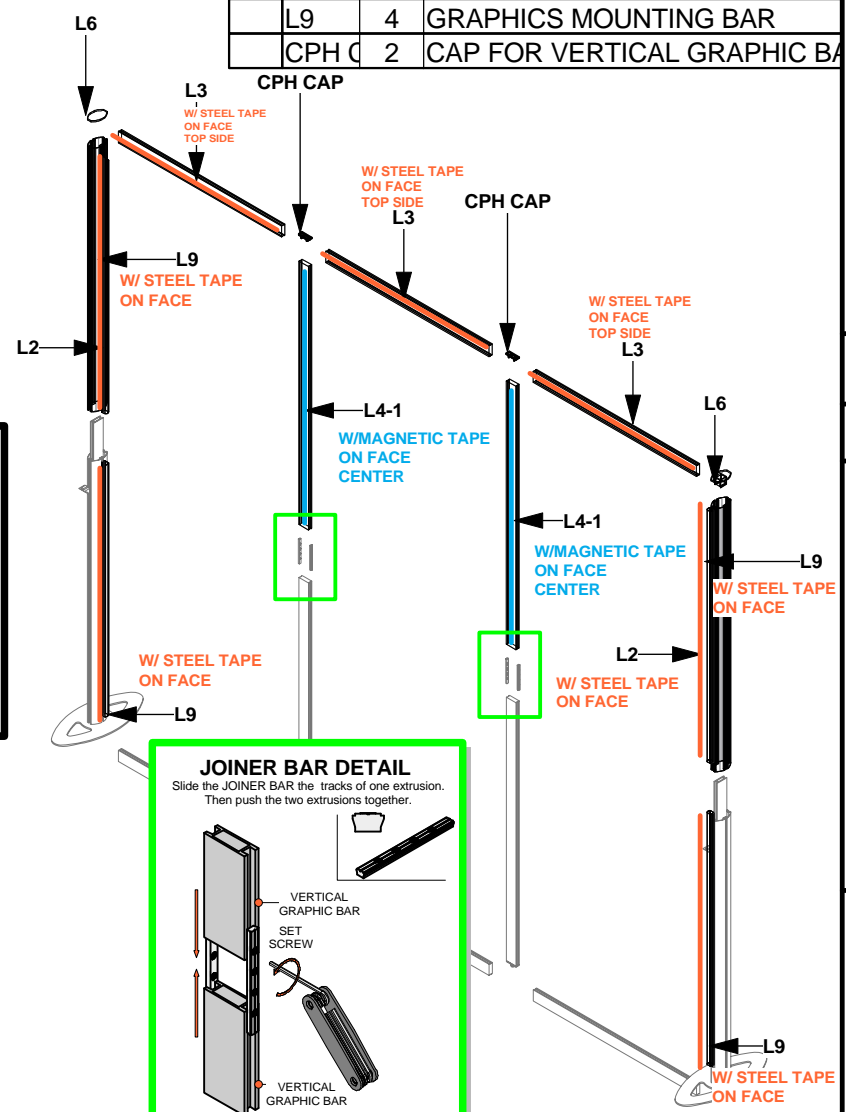 L9 4 GRAPHICS MOUNTING BAR
CPH 2 CAP FOR VERTICAL GRAPHIC
L6
CPH CAP
L3
W/ STEEL TAPE
ON FACE
TOP SIDE
W/ STEEL TAPE
ON FACE
TOP SIDE
L3
CPH CAP
L9
W/ STEEL TAPE
ON FACE
W/ STEEL TAPE
ON FACE
TOP SIDE
L3
L2
L6
L4-1
W/MAGNETIC TAPE
ON FACE
CENTER
L4-1
W/MAGNETIC TAPE
ON FACE
CENTER
L9
W/ STEEL TAPE
ON FACE
L2
W/ STEEL TAPE
ON FACE
W/ STEEL TAPE
ON FACE
L9
JOINER BAR DETAIL
Slide the JOINER BAR the tracks of one extrusion.
Then push the two extrusions together.
VERTICAL
GRAPHIC BAR
SET
SCREW
VERTICAL
GRAPHIC BAR
L9
W/ STEEL TAPE
ON FACE